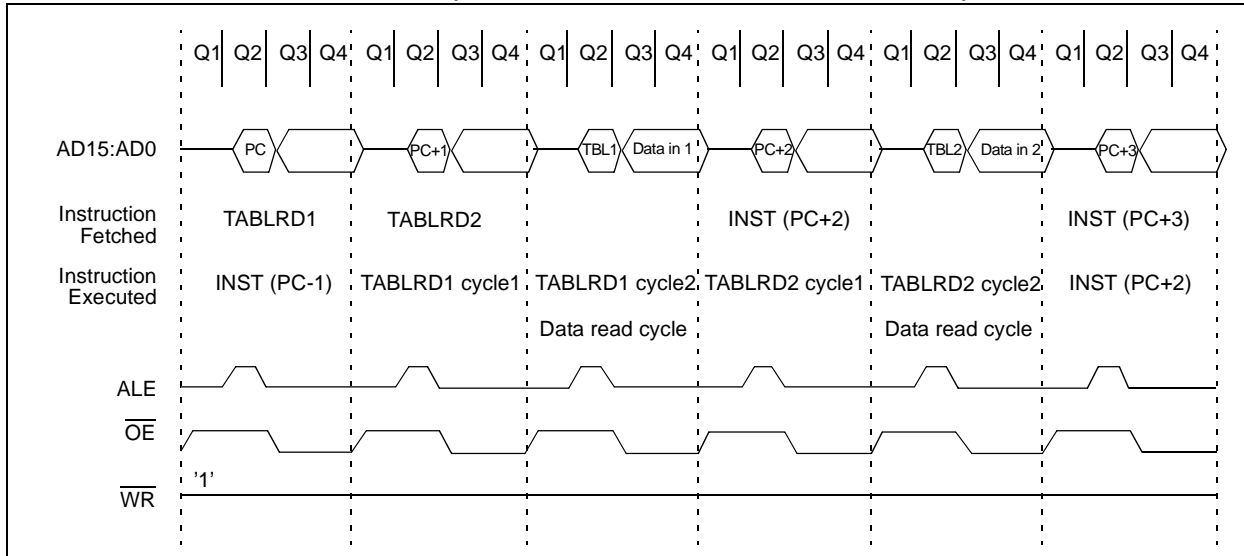 Q1 Q2 Q3 Q4 Q1 Q2 Q3 Q4 Q1 Q2 Q3 Q4 Q1 Q2 Q3 Q4 Q1 Q2 Q3 Q4 Q1 Q2 Q3 Q4
AD15:AD0 PC PC+1 TBL1 Data in 1 PC+2 TBL2 Data in 2 PC+3
Instruction
Fetched TABLRD1 TABLRD2 INST (PC+2) INST (PC+3)
Instruction
Executed INST (PC-1) TABLRD1 cycle1 TABLRD1 cycle2 TABLRD2 cycle1 TABLRD2 cycle2 INST (PC+2)
Data read cycle Data read cycle
ALE
OE
'1'
WR